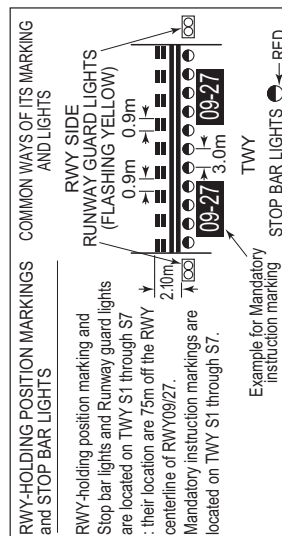 RWY-HOLDING POSITION MARKINGS
and STOP BAR LIGHTS
COMMON WAYS OF ITS MARKING
AND LIGHTS
RWY-holding position marking and
Stop bar lights and Runway guard lights
are located on TWY S1 through S7
: their location are 75m off the RWY
centerline of RWY09/27.
Mandatory instruction markings are
located on TWY S1 through S7.
RWY SIDE
RUNWAY GUARD LIGHTS
(FLASHING YELLOW)
0.9m
0.9m
2.10m
09-27
09-27
3.0m
TWY
Example for Mandatory
instruction marking
STOP BAR LIGHTS
RED